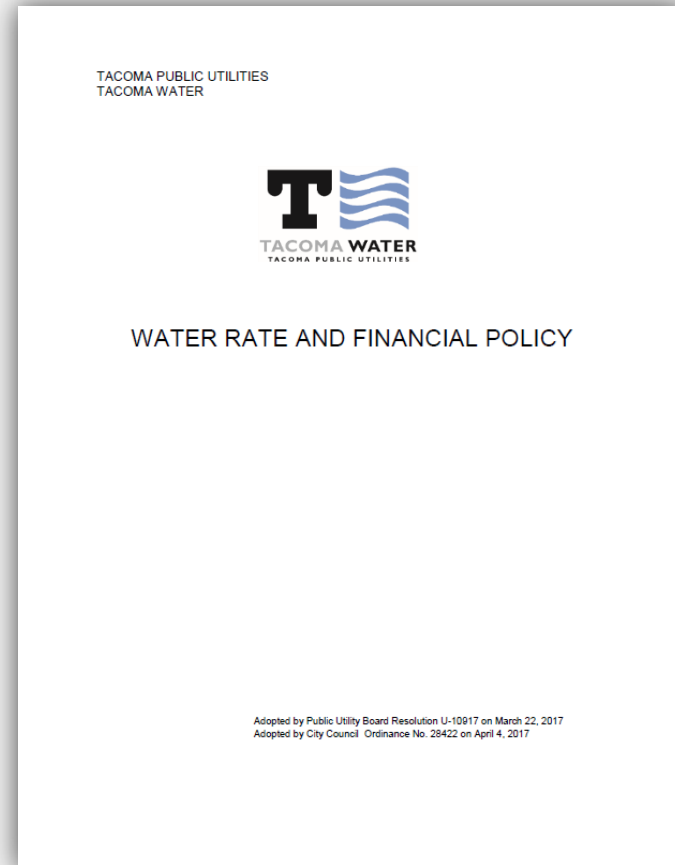 TACOMA PUBLIC UTILITIES
TACOMA WATER
T
TACOMA WATER
TACOMA PUBLIC UTILITIES
WATER RATE AND FINANCIAL POLICY
Adopted by Public Utility Board Resolution U-10917 on March 22, 2017
Adopted by City Council Ordinance No. 28422 on April 4, 2017